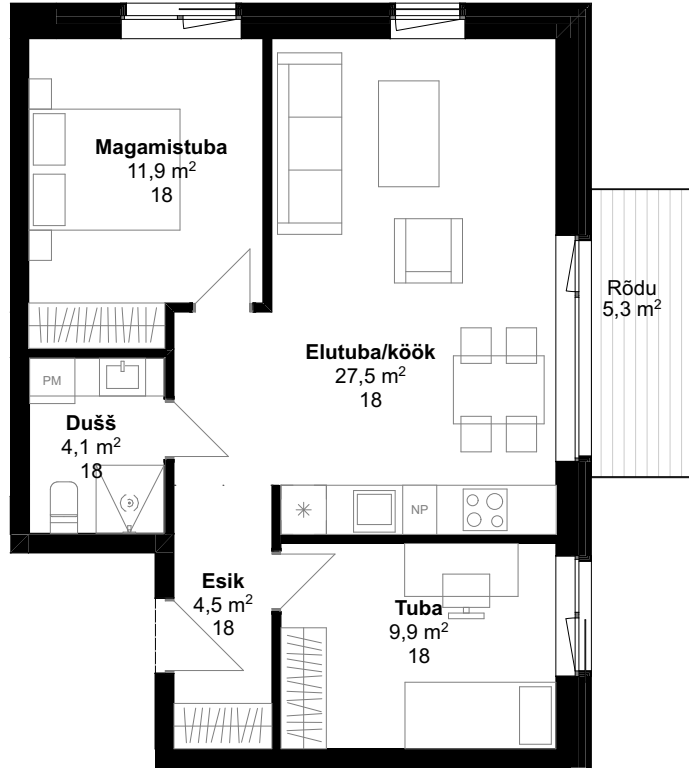 Magamistuba
11,9 m²
18
Rõdu
5,3 m²
Elutuba/köök
27,5 m²
18
PM
Dušš
4,1 m²
18
NP
Esik
4,5 m²
18
Tuba
9,9 m²
18